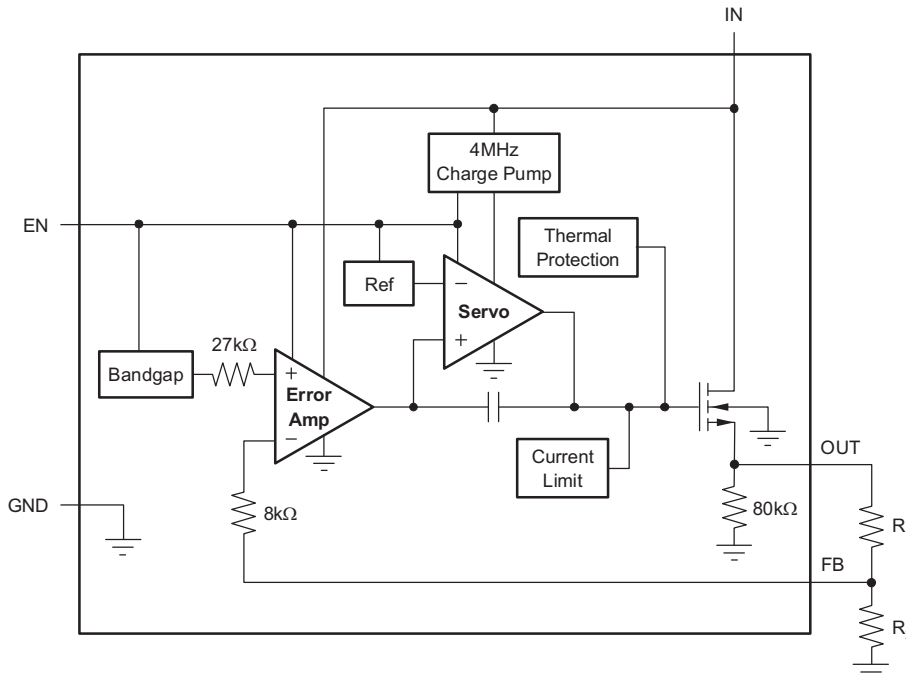 IN
4MHz
Charge Pump
EN
Thermal
Protection
Ref
−
Servo
+
27kΩ
Bandgap
+
Error
Amp
−
Current
Limit
OUT
GND
8kΩ
80kΩ
R
FB
R